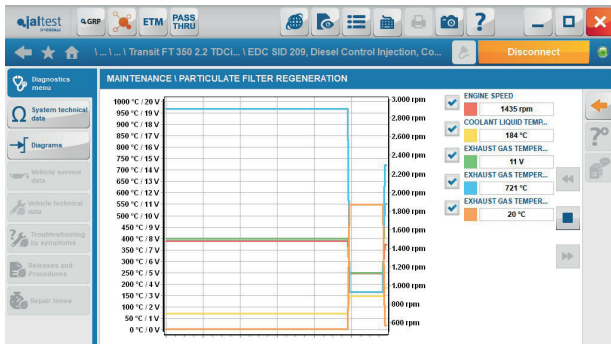 jaltest
GRP
ETM
PASS
THRU
?
\ ... \ ... \ Transit FT 350 2.2 TDCi... \ EDC SID 209, Diesel Control Injection, Co...
Disconnect
Diagnostics
menu
System technical
data
Diagrams
Vehicle service
data
Vehicle technical
data
Troubleshooting
by symptoms
Releases and
Procedures
Repair times
MAINTENANCE \ PARTICULATE FILTER REGENERATION
1000 °C / 20 V
950 °C / 19 V
900 °C / 18 V
850 °C / 17 V
800 °C / 16 V
750 °C / 15 V
700 °C / 14 V
650 °C / 13 V
600 °C / 12 V
550 °C / 11 V
500 °C / 10 V
450 °C / 9 V
400 °C / 8 V
350 °C / 7 V
300 °C / 6 V
250 °C / 5 V
200 °C / 4 V
150 °C / 3 V
100 °C / 2 V
50 °C / 1 V
0 °C / 0 V
3.000 rpm
2.800 rpm
2.600 rpm
2.400 rpm
2.200 rpm
2.000 rpm
1.800 rpm
1.600 rpm
1.400 rpm
1.200 rpm
1.000 rpm
800 rpm
600 rpm
ENGINE SPEED
1435 rpm
COOLANT LIQUID TEMP...
184 °C
EXHAUST GAS TEMPER...
11 V
EXHAUST GAS TEMPER...
721 °C
EXHAUST GAS TEMPER...
20 °C
?